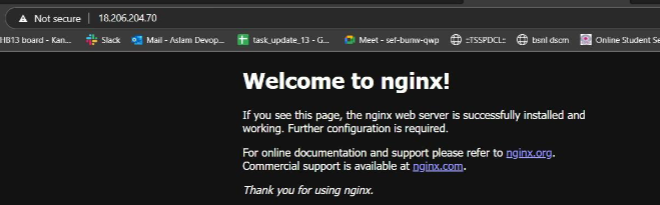 Not secure 18.206.204.70
HB13 board - Kan... Slack Mail - Aslam Devop... task_update_13 - G... Meet - sef-bunw-qwp ::TSSPDCL:: bsnl dscm Online Student Se
Welcome to nginx!
If you see this page, the nginx web server is successfully installed and
working. Further configuration is required.
For online documentation and support please refer to nginx.org.
Commercial support is available at nginx.com.
Thank you for using nginx.